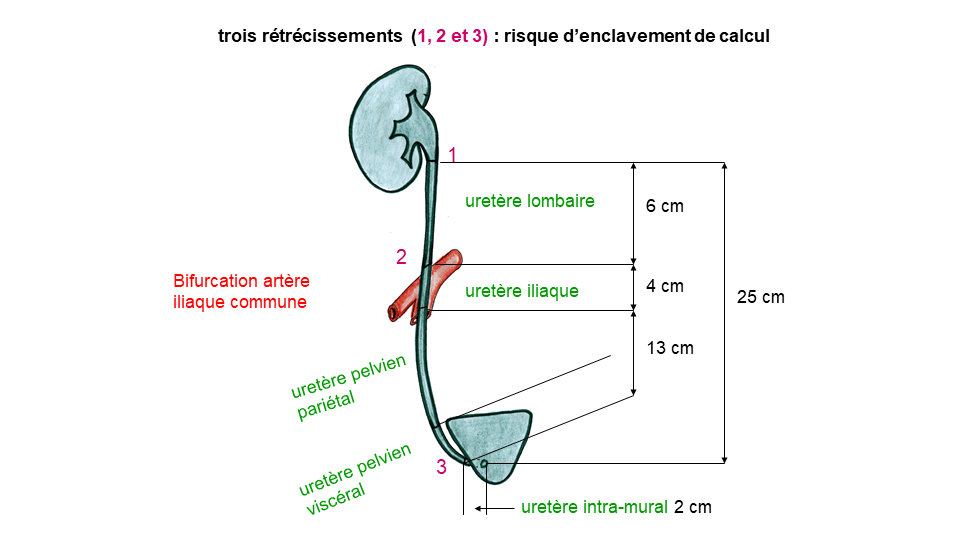 trois rétrécissements (1, 2 et 3) : risque d’enclavement de calcul
1
uretère lombaire
6 cm
2
Bifurcation artère
iliaque commune
uretère iliaque
4 cm
25 cm
13 cm
uretère pelvien
pariétal
uretère pelvien
viscéral
3
uretère intra-mural 2 cm